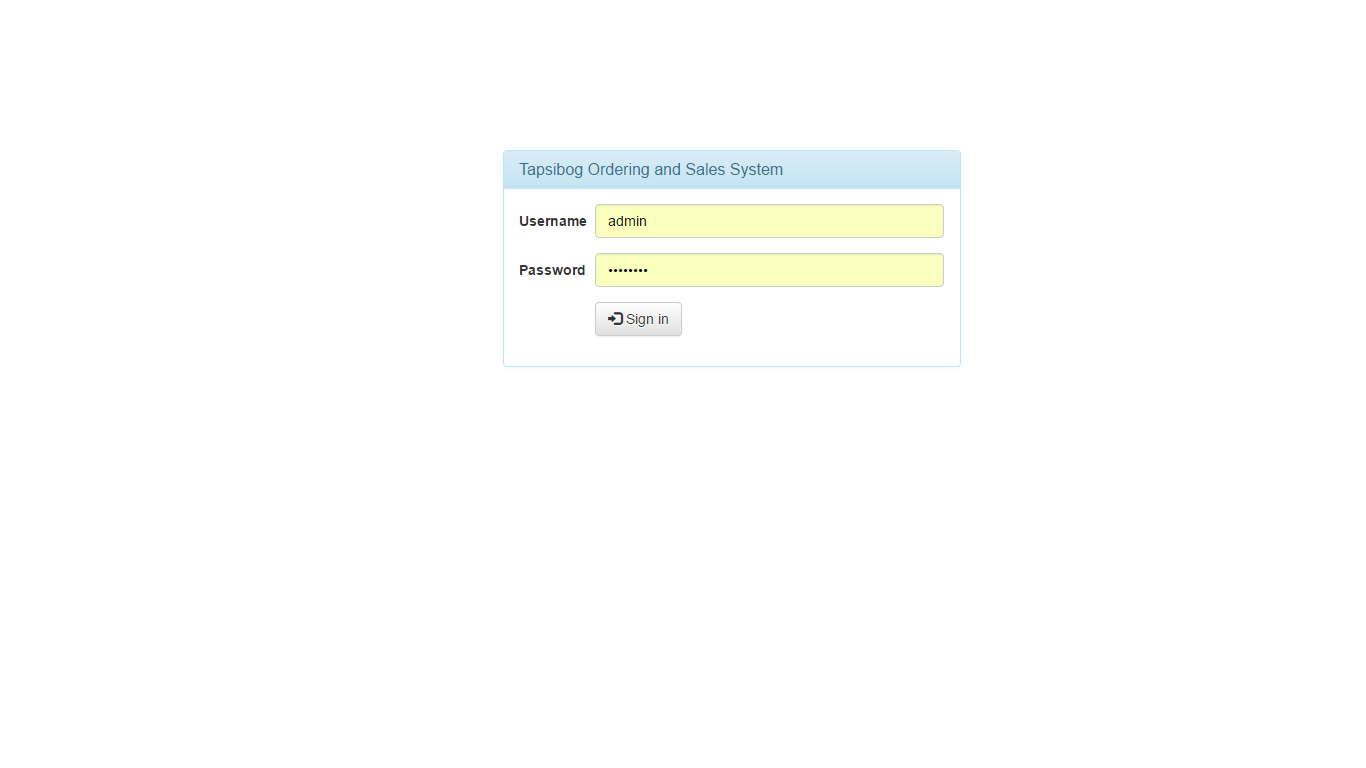 Tapsibog Ordering and Sales System
Username admin
Password ••••••••
Sign in